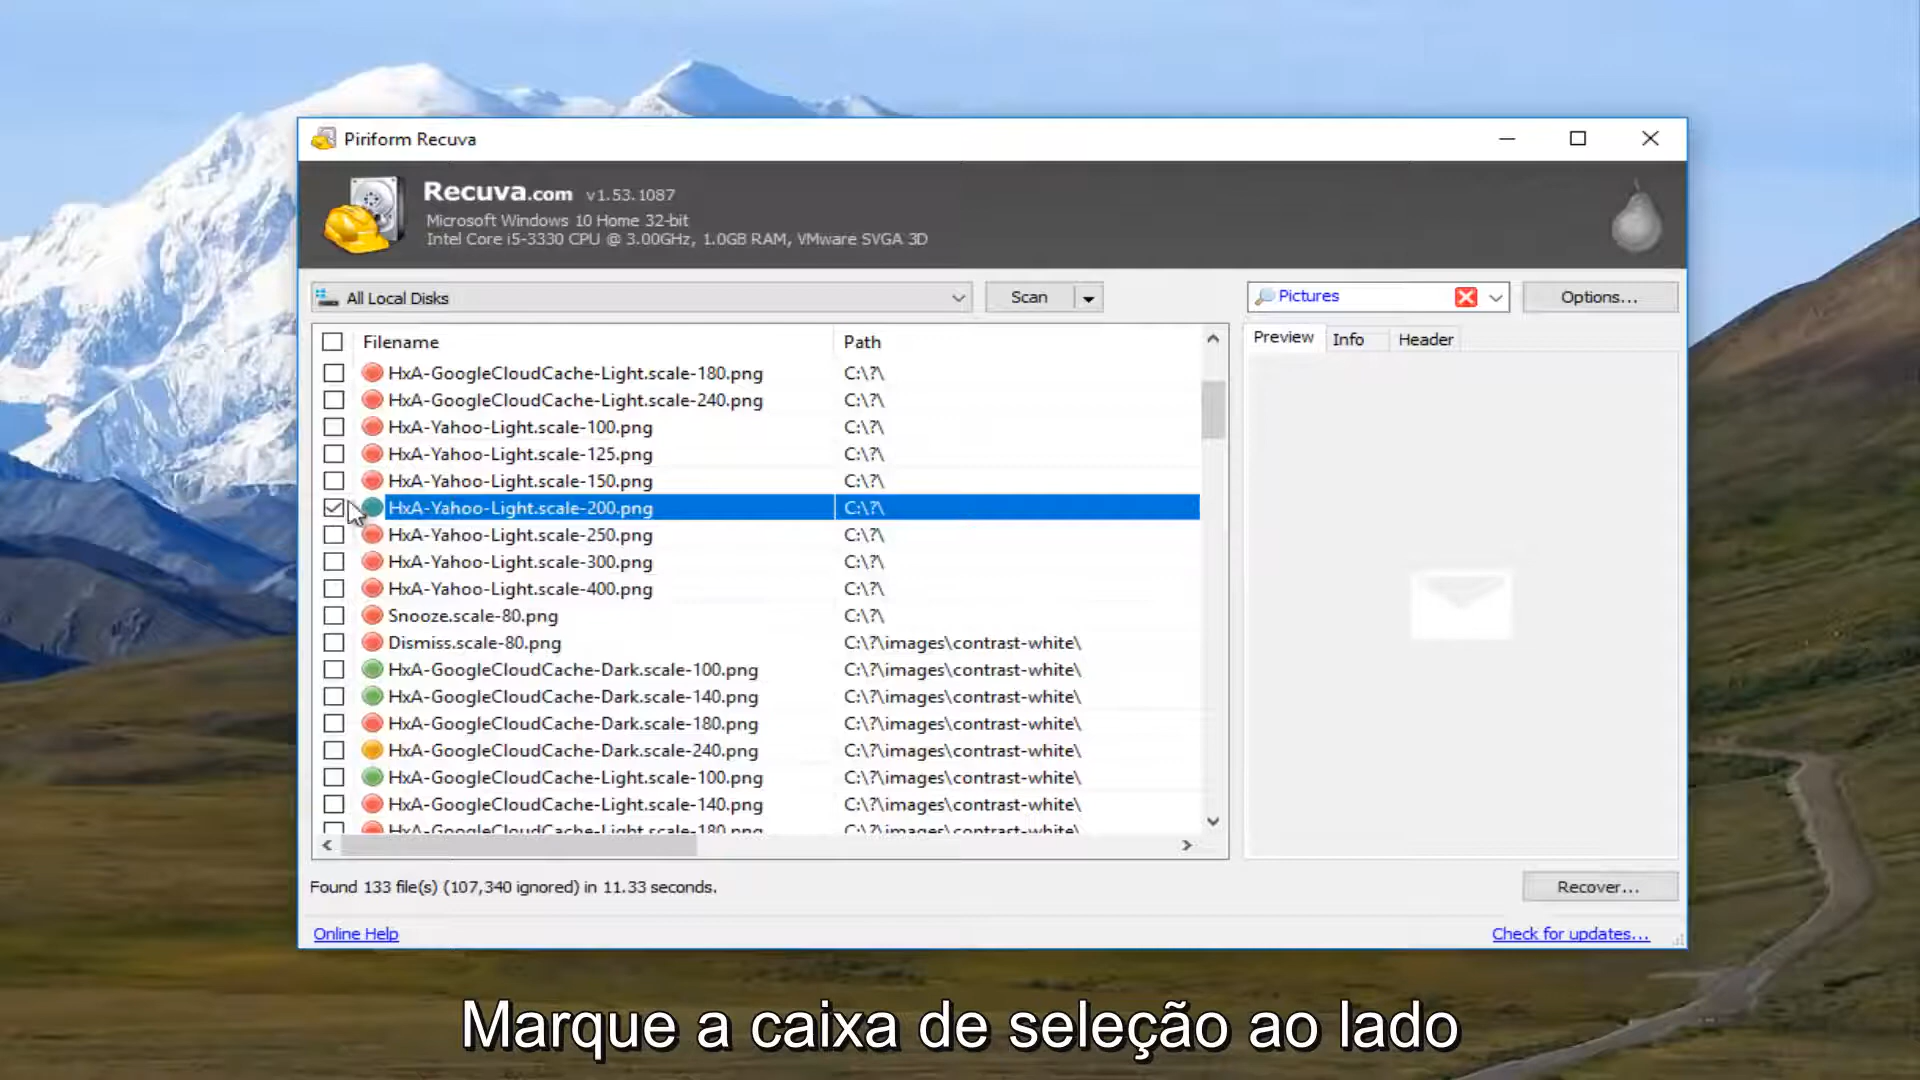 Piriform Recuva
Recuva.com v1.53.1087
Microsoft Windows 10 Home 32-bit
Intel Core i5-3330 CPU @ 3.00GHz, 1.0GB RAM, VMware SVGA 3D
All Local Disks
Scan
Pictures
Options...
Filename Path
Preview Info Header
HxA-GoogleCloudCache-Light.scale-180.png C:\?\
HxA-GoogleCloudCache-Light.scale-240.png C:\?\
HxA-Yahoo-Light.scale-100.png C:\?\
HxA-Yahoo-Light.scale-125.png C:\?\
HxA-Yahoo-Light.scale-150.png C:\?\
HxA-Yahoo-Light.scale-200.png C:\?\
HxA-Yahoo-Light.scale-250.png C:\?\
HxA-Yahoo-Light.scale-300.png C:\?\
HxA-Yahoo-Light.scale-400.png C:\?\
Snooze.scale-80.png C:\?\
Dismiss.scale-80.png C:\?\images\contrast-white\
HxA-GoogleCloudCache-Dark.scale-100.png C:\?\images\contrast-white\
HxA-GoogleCloudCache-Dark.scale-140.png C:\?\images\contrast-white\
HxA-GoogleCloudCache-Dark.scale-180.png C:\?\images\contrast-white\
HxA-GoogleCloudCache-Dark.scale-240.png C:\?\images\contrast-white\
HxA-GoogleCloudCache-Light.scale-100.png C:\?\images\contrast-white\
HxA-GoogleCloudCache-Light.scale-140.png C:\?\images\contrast-white\
HxA-GoogleCloudCache-Light.scale-180.png C:\?\images\contrast-white\
Found 133 file(s) (107,340 ignored) in 11.33 seconds.
Recover...
Online Help
Check for updates...
Marque a caixa de seleção ao lado